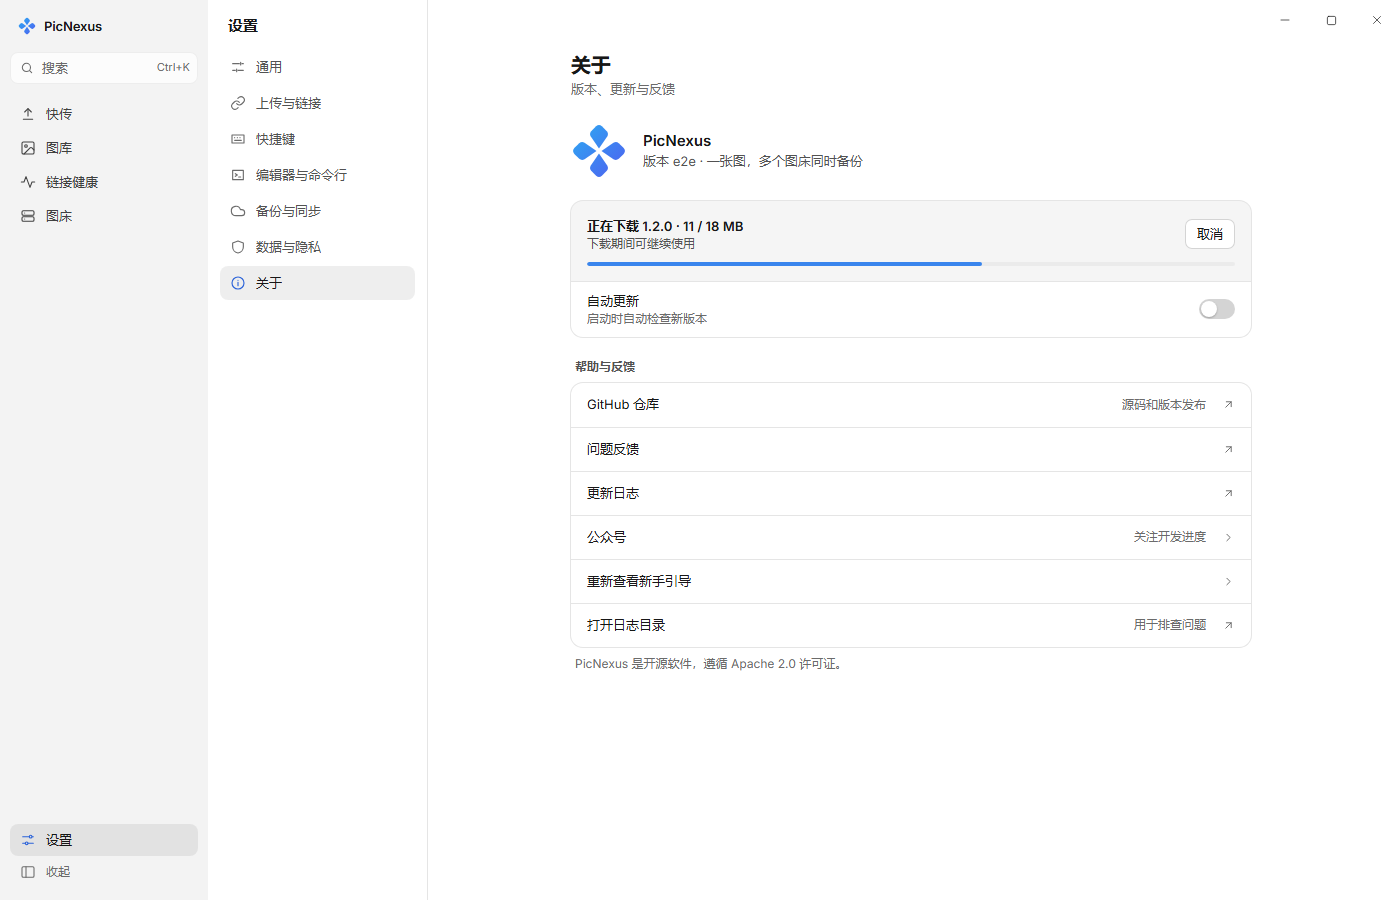 PicNexus
搜索 Ctrl+K
快传
图库
链接健康
图床
设置
收起
设置
通用
上传与链接
快捷键
编辑器与命令行
备份与同步
数据与隐私
关于
关于
版本、更新与反馈
PicNexus
版本 e2e · 一张图，多个图床同时备份
正在下载 1.2.0 · 11 / 18 MB
下载期间可继续使用
取消
自动更新
启动时自动检查新版本
帮助与反馈
GitHub 仓库 源码和版本发布
问题反馈
更新日志
公众号 关注开发进度
重新查看新手引导
打开日志目录 用于排查问题
PicNexus 是开源软件，遵循 Apache 2.0 许可证。